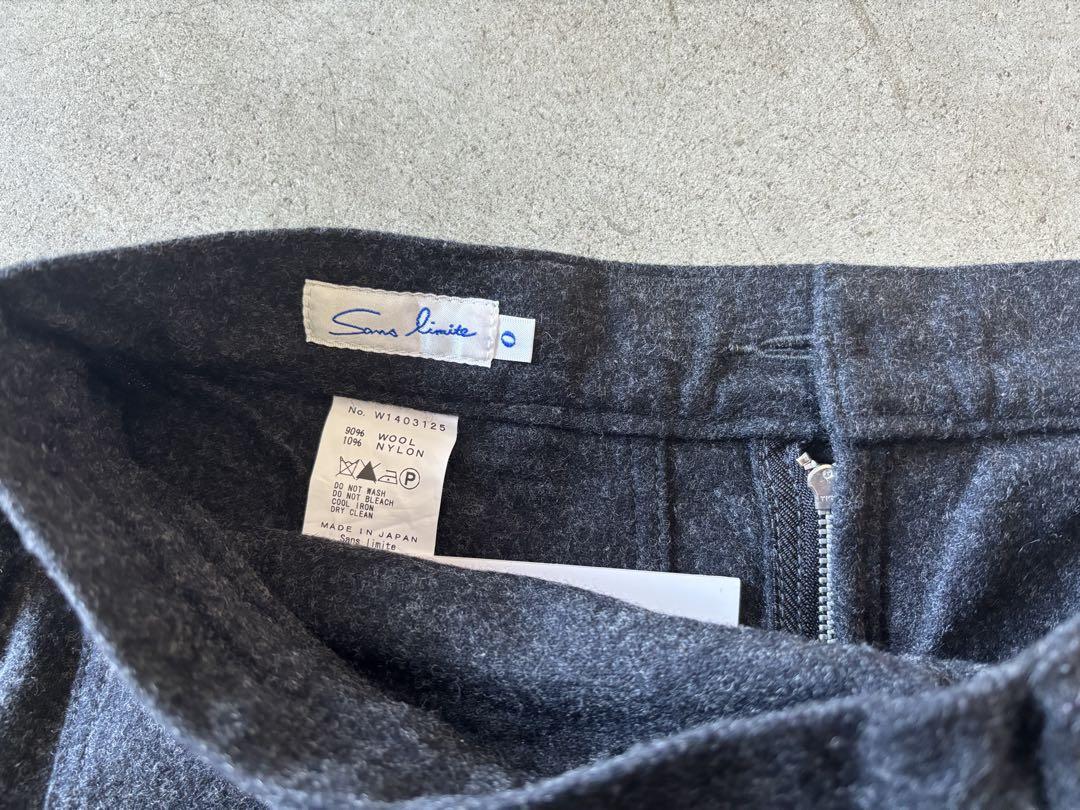 Sans limite
0
No. W1403125
90% WOOL
10% NYLON
P
DO NOT WASH
DO NOT BLEACH
COOL IRON
DRY CLEAN
MADE IN JAPAN
Sans limite